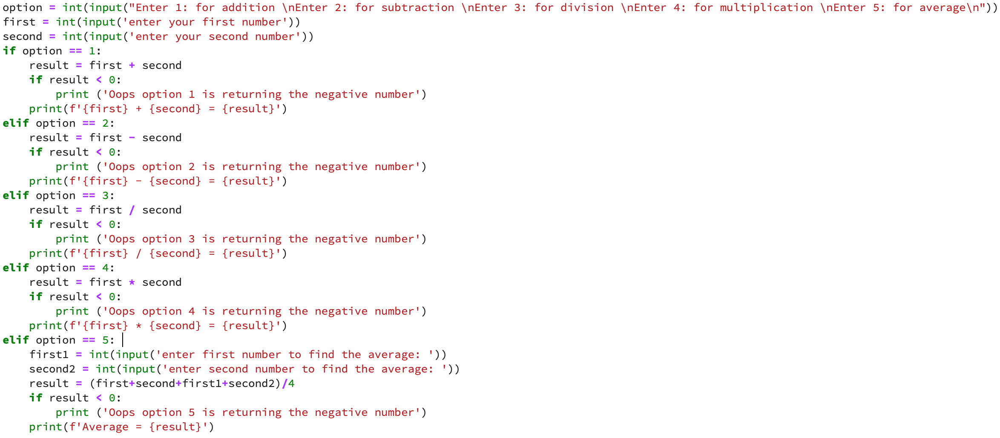 option = int(input("Enter 1: for addition \nEnter 2: for subtraction \nEnter 3: for division \nEnter 4: for multiplication \nEnter 5: for average\n"))
first = int(input('enter your first number'))
second = int(input('enter your second number'))
if option == 1:
    result = first + second
    if result < 0:
        print ('Oops option 1 is returning the negative number')
    print(f'{first} + {second} = {result}')
elif option == 2:
    result = first - second
    if result < 0:
        print ('Oops option 2 is returning the negative number')
    print(f'{first} - {second} = {result}')
elif option == 3:
    result = first / second
    if result < 0:
        print ('Oops option 3 is returning the negative number')
    print(f'{first} / {second} = {result}')
elif option == 4:
    result = first * second
    if result < 0:
        print ('Oops option 4 is returning the negative number')
    print(f'{first} * {second} = {result}')
elif option == 5:
    first1 = int(input('enter first number to find the average: '))
    second2 = int(input('enter second number to find the average: '))
    result = (first+second+first1+second2)/4
    if result < 0:
        print ('Oops option 5 is returning the negative number')
    print(f'Average = {result}')